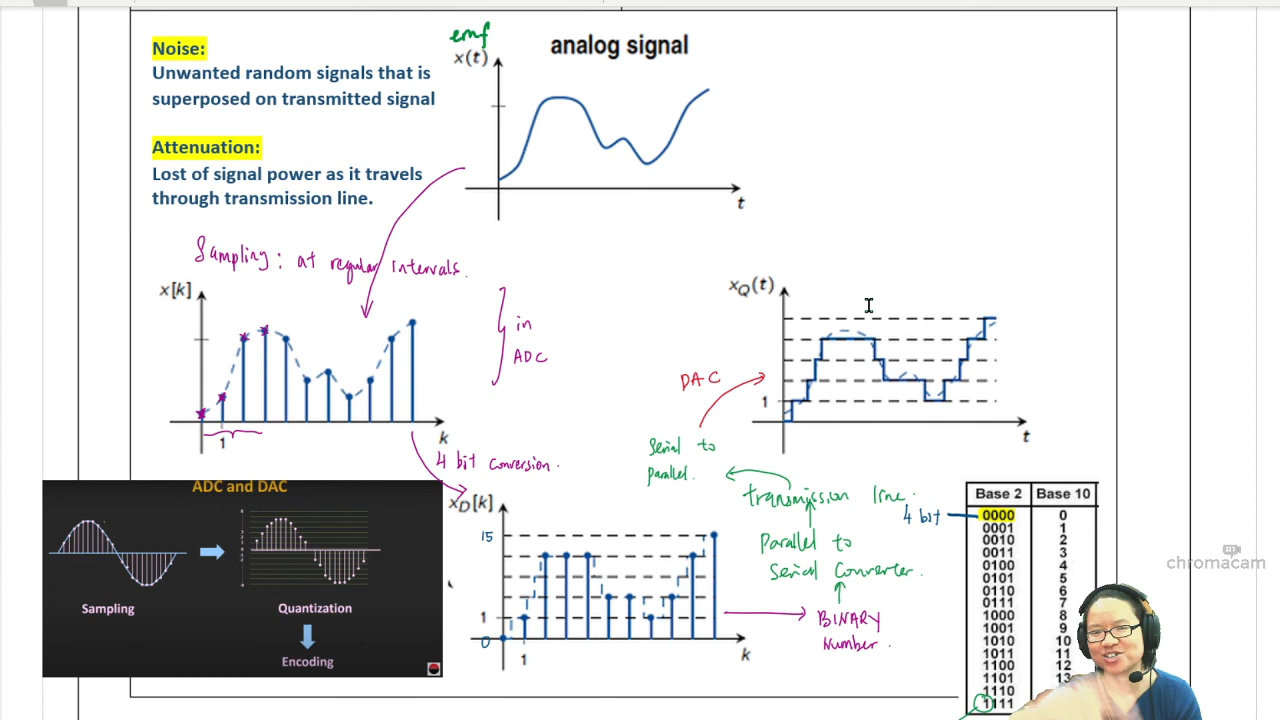 Noise:
Unwanted random signals that is
superposed on transmitted signal
Attenuation:
Lost of signal power as it travels
through transmission line.
emf
x(t)
analog signal
t
Sampling: at regular intervals.
x[k]
1
k
in
ADC
4 bit conversion.
xD[k]
15
1
0
1
k
BINARY
Number.
Parallel to
Serial Converter.
transmission line.
Serial to
parallel.
DAC
xQ(t)
1
t
ADC and DAC
Sampling
Quantization
Encoding
4 bit
Base 2 Base 10
0000 0
0001 1
0010 2
0011 3
0100 4
0101 5
0110 6
0111 7
1000 8
1001 9
1010 10
1011 11
1100 12
1101 13
1110
1111
chromacam